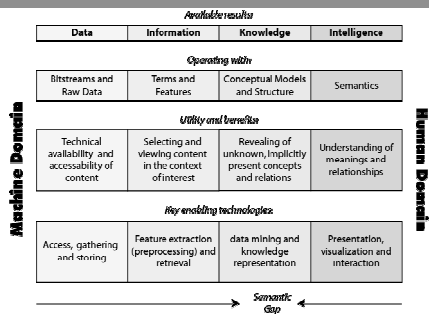 Available results
Data Information Knowledge Intelligence
Operating with:
Bitstreams and Terms and Conceptual Models Semantics
Raw Data Features and Structure
Utility and benefits
Technical Selecting and Revealing of Understanding of
availability and viewing content unknown, implicitly meanings and
accessability of in the context present concepts relationships
content of interest and relations
Key enabling technologies
Access, gathering Feature extraction data mining and Presentation,
and storing (preprocessing) and knowledge visualization and
retrieval representation interaction
Semantic
Gap
Machine Domain
Human Domain